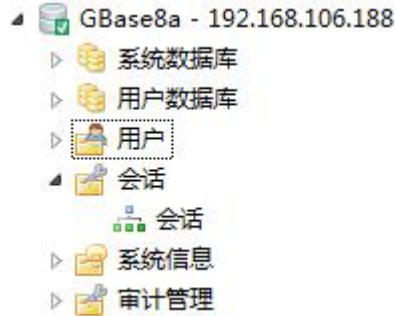 GBase8a - 192.168.106.188
系统数据库
用户数据库
用户
会话
会话
系统信息
审计管理